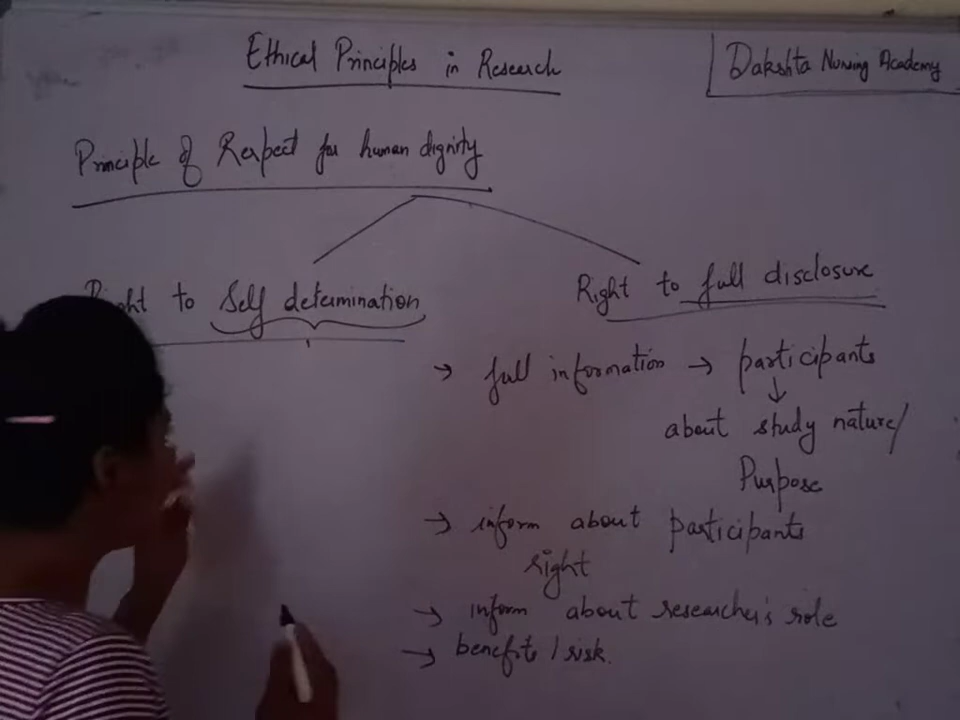 Ethical Principles in Research
Dakshta Nursing Academy
Principle of Respect for human dignity
Right to Self determination
Right to full disclosure
→ full information → participants
↓
about study nature/
Purpose
→ inform about participants
right
→ inform about researcher's role
→ benefits / risk.